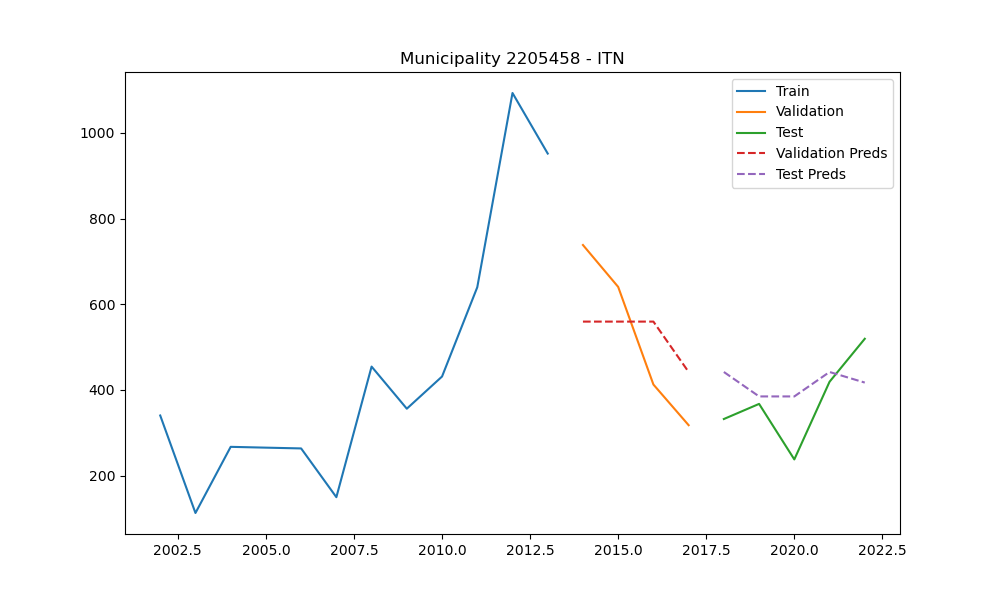 Municipality 2205458 - ITN
Train
Validation
Test
Validation Preds
Test Preds
1000
800
600
400
200
2002.5 2005.0 2007.5 2010.0 2012.5 2015.0 2017.5 2020.0 2022.5